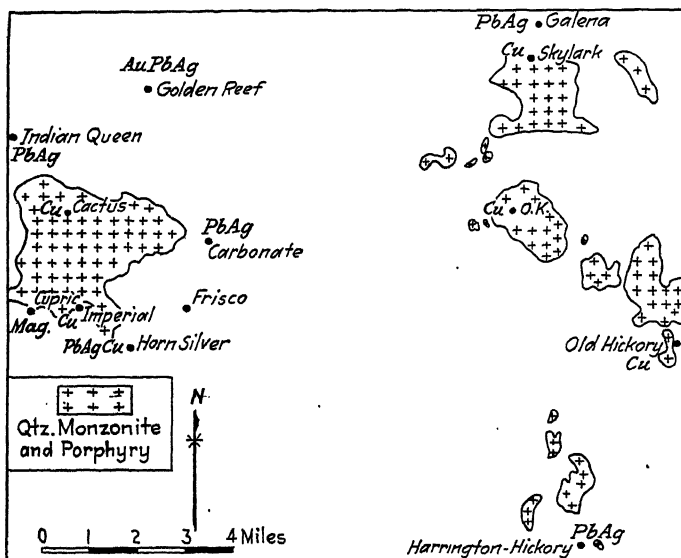 PbAg Galena
Cu Skylark
AuPbAg
Golden Reef
Indian Queen
PbAg
Cu Cactus
PbAg
Carbonate
Cu O.K.
Cupric
Mag.
Cu Imperial
Frisco
PbAgCu Horn Silver
Old Hickory
Cu
Qtz. Monzonite
and Porphyry
N
0 1 2 3 4 Miles
PbAg
Harrington-Hickory